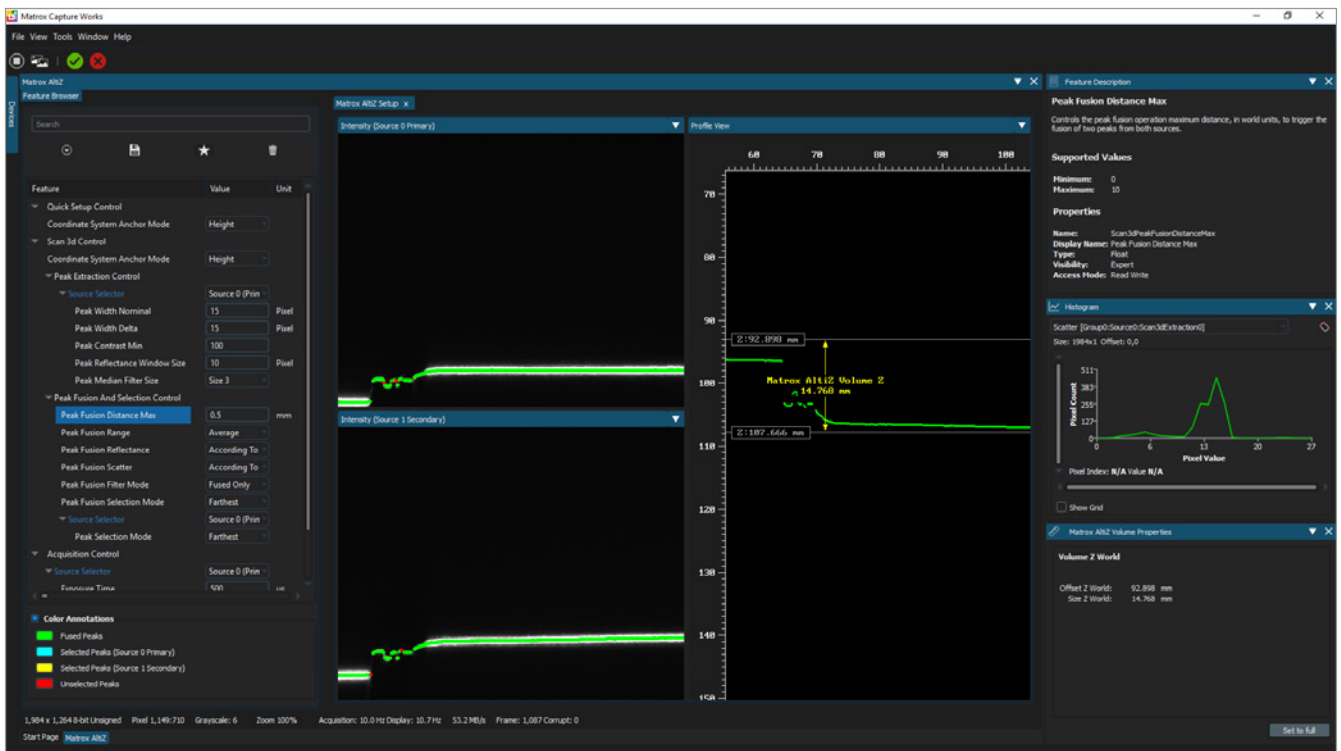 Matrox Capture Works
File View Tools Window Help
Devices
Matrox AltiZ
Feature Browser
Search
Feature Value Unit
Quick Setup Control
Coordinate System Anchor Mode Height
Scan 3d Control
Coordinate System Anchor Mode Height
Peak Extraction Control
Source Selector Source 0 (Prin
Peak Width Nominal 15 Pixel
Peak Width Delta 15 Pixel
Peak Contrast Min 100
Peak Reflectance Window Size 10 Pixel
Peak Median Filter Size Size 3
Peak Fusion And Selection Control
Peak Fusion Distance Max 0.5 mm
Peak Fusion Range Average
Peak Fusion Reflectance According To
Peak Fusion Scatter According To
Peak Fusion Filter Mode Fused Only
Peak Fusion Selection Mode Farthest
Source Selector Source 0 (Prin
Peak Selection Mode Farthest
Acquisition Control
Source Selector Source 0 (Prin
Exposure Time 500 us
Color Annotations
Fused Peaks
Selected Peaks (Source 0 Primary)
Selected Peaks (Source 1 Secondary)
Unselected Peaks
Matrox AltiZ Setup x
Intensity (Source 0 Primary)
Intensity (Source 1 Secondary)
Profile View
60 70 80 90 100
70
80
90
Z:92.898 mm
100
Matrox AltiZ Volume Z
14.768 mm
Z:107.666 mm
110
120
130
140
150
Feature Description
Peak Fusion Distance Max
Controls the peak fusion operation maximum distance, in world units, to trigger the
fusion of two peaks from both sources.
Supported Values
Minimum: 0
Maximum: 10
Properties
Name: Scan3dPeakFusionDistanceMax
Display Name: Peak Fusion Distance Max
Type: Float
Visibility: Expert
Access Mode: Read Write
Histogram
Scatter [Group0:Source0:Scan3dExtraction0]
Size: 1984x1 Offset: 0,0
Pixel Count
511
383
255
127
0
0 6 13 20 27
Pixel Value
Pixel Index: N/A Value N/A
Show Grid
Matrox AltiZ Volume Properties
Volume Z World
Offset Z World: 92.898 mm
Size Z World: 14.768 mm
Set to full
1,984 x 1,264 8-bit Unsigned Pixel 1,149:710 Grayscale: 6 Zoom 100% Acquisition: 10.0 Hz Display: 10.7 Hz 53.2 MB/s Frame: 1,087 Corrupt: 0
Start Page Matrox AltiZ